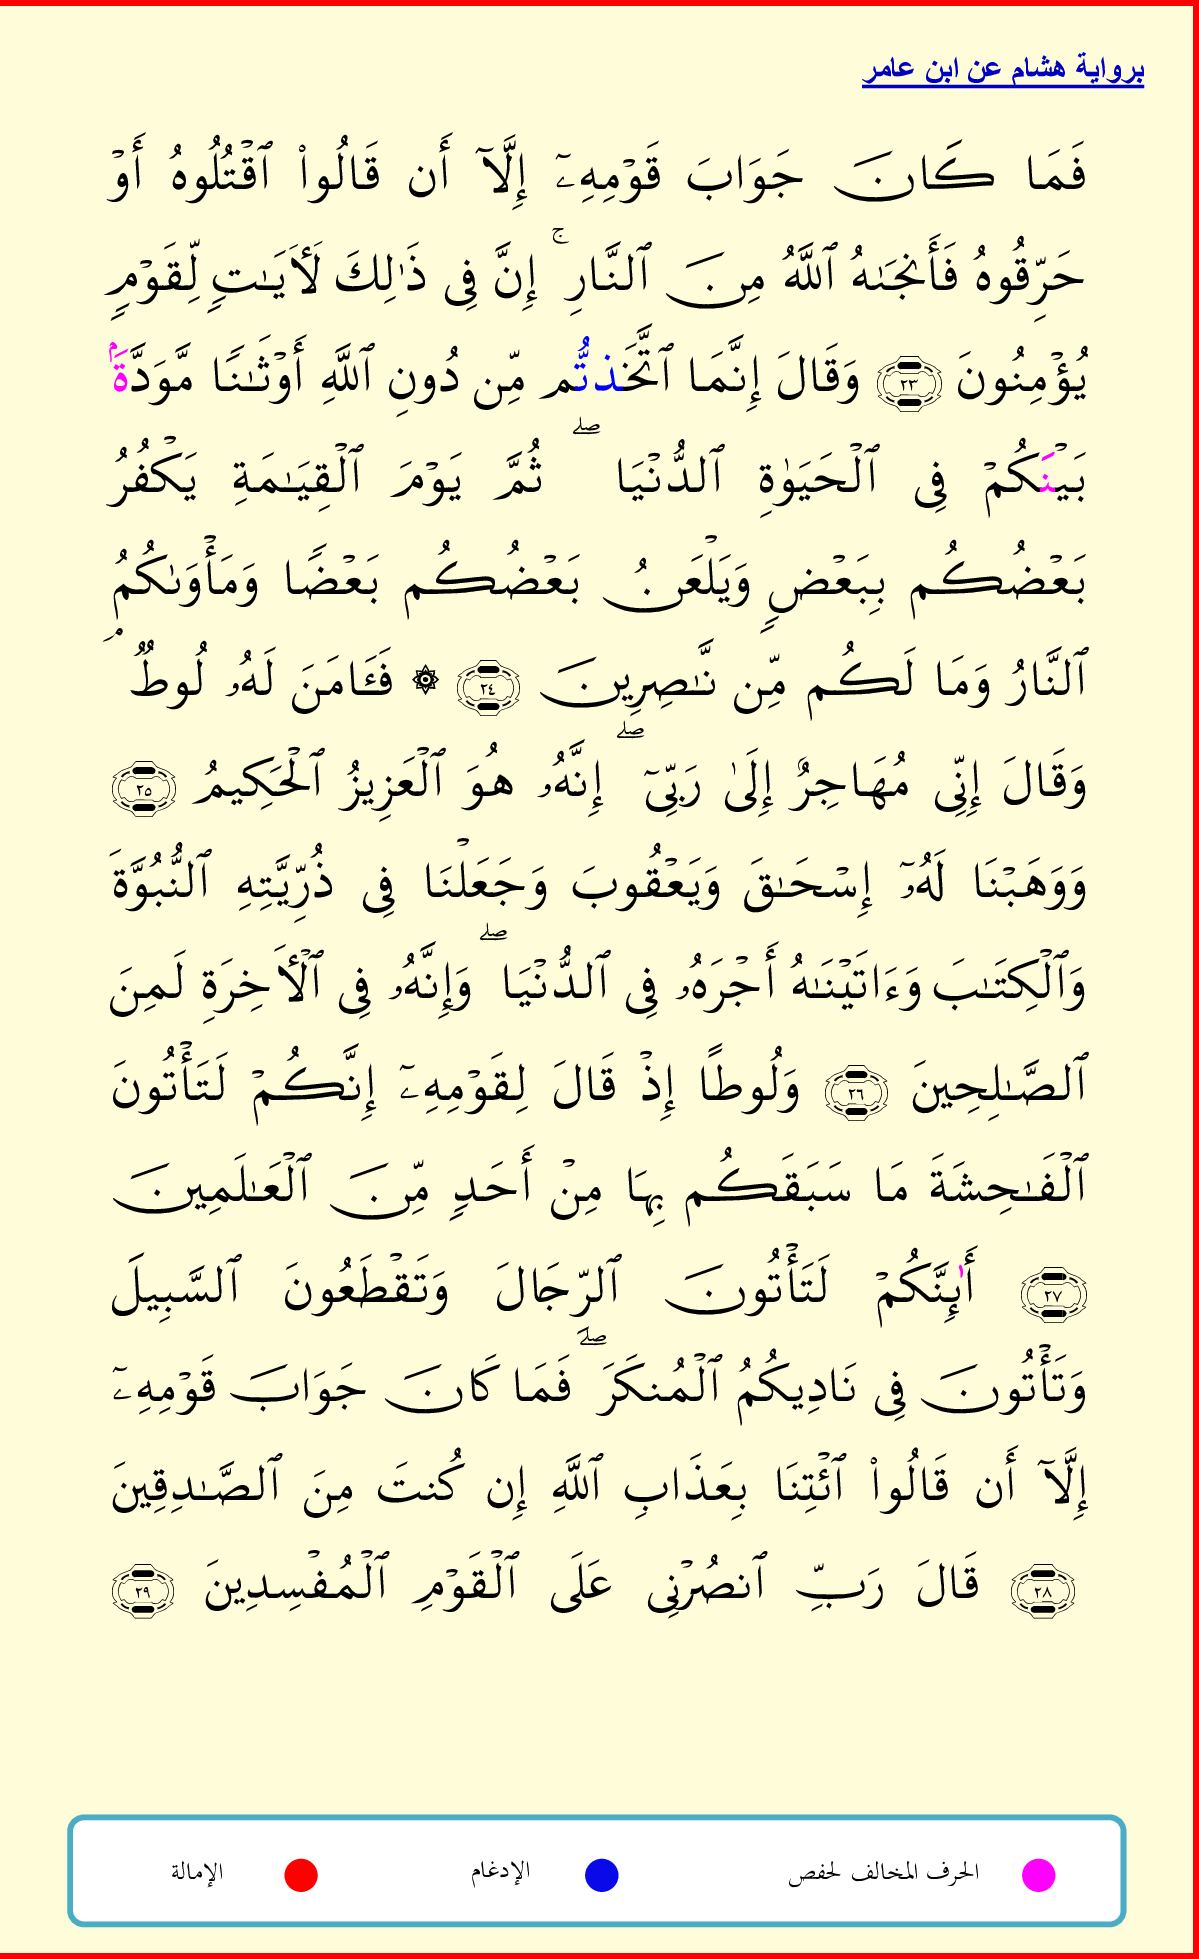 برواية هشام عن ابن عامر
فَمَا كَانَ جَوَابَ قَوْمِهِۦٓ إِلَّآ أَن قَالُوا۟ ٱقْتُلُوهُ أَوْ
حَرِّقُوهُ فَأَنجَىٰهُ ٱللَّهُ مِنَ ٱلنَّارِ ۚ إِنَّ فِى ذَٰلِكَ لَأَيَـٰتٍ لِّقَوْمٍ
يُؤْمِنُونَ ٢٣ وَقَالَ إِنَّمَا ٱتَّخَذتُّم مِّن دُونِ ٱللَّهِ أَوْثَـٰنًا مَّوَدَّةَۢ
بَيْنَكُمْ فِى ٱلْحَيَوٰةِ ٱلدُّنْيَا ۖ ثُمَّ يَوْمَ ٱلْقِيَـٰمَةِ يَكْفُرُ
بَعْضُكُم بِبَعْضٍ وَيَلْعَنُ بَعْضُكُم بَعْضًا وَمَأْوَىٰكُمُ
ٱلنَّارُ وَمَا لَكُم مِّن نَّـٰصِرِينَ ٢٤ ۞ فَـَٔامَنَ لَهُۥ لُوطٌ ۘ
وَقَالَ إِنِّى مُهَاجِرٌ إِلَىٰ رَبِّىٓ ۖ إِنَّهُۥ هُوَ ٱلْعَزِيزُ ٱلْحَكِيمُ ٢٥
وَوَهَبْنَا لَهُۥٓ إِسْحَـٰقَ وَيَعْقُوبَ وَجَعَلْنَا فِى ذُرِّيَّتِهِ ٱلنُّبُوَّةَ
وَٱلْكِتَـٰبَ وَءَاتَيْنَـٰهُ أَجْرَهُۥ فِى ٱلدُّنْيَا ۖ وَإِنَّهُۥ فِى ٱلْأَخِرَةِ لَمِنَ
ٱلصَّـٰلِحِينَ ٢٦ وَلُوطًا إِذْ قَالَ لِقَوْمِهِۦٓ إِنَّكُمْ لَتَأْتُونَ
ٱلْفَـٰحِشَةَ مَا سَبَقَكُم بِهَا مِنْ أَحَدٍ مِّنَ ٱلْعَـٰلَمِينَ
٢٧ أَىٰ۪نَّكُمْ لَتَأْتُونَ ٱلرِّجَالَ وَتَقْطَعُونَ ٱلسَّبِيلَ
وَتَأْتُونَ فِى نَادِيكُمُ ٱلْمُنكَرَ ۖ فَمَا كَانَ جَوَابَ قَوْمِهِۦٓ
إِلَّآ أَن قَالُوا۟ ٱئْتِنَا بِعَذَابِ ٱللَّهِ إِن كُنتَ مِنَ ٱلصَّـٰدِقِينَ
٢٨ قَالَ رَبِّ ٱنصُرْنِى عَلَى ٱلْقَوْمِ ٱلْمُفْسِدِينَ ٢٩
الحرف المخالف لحفص الإدغام الإمالة